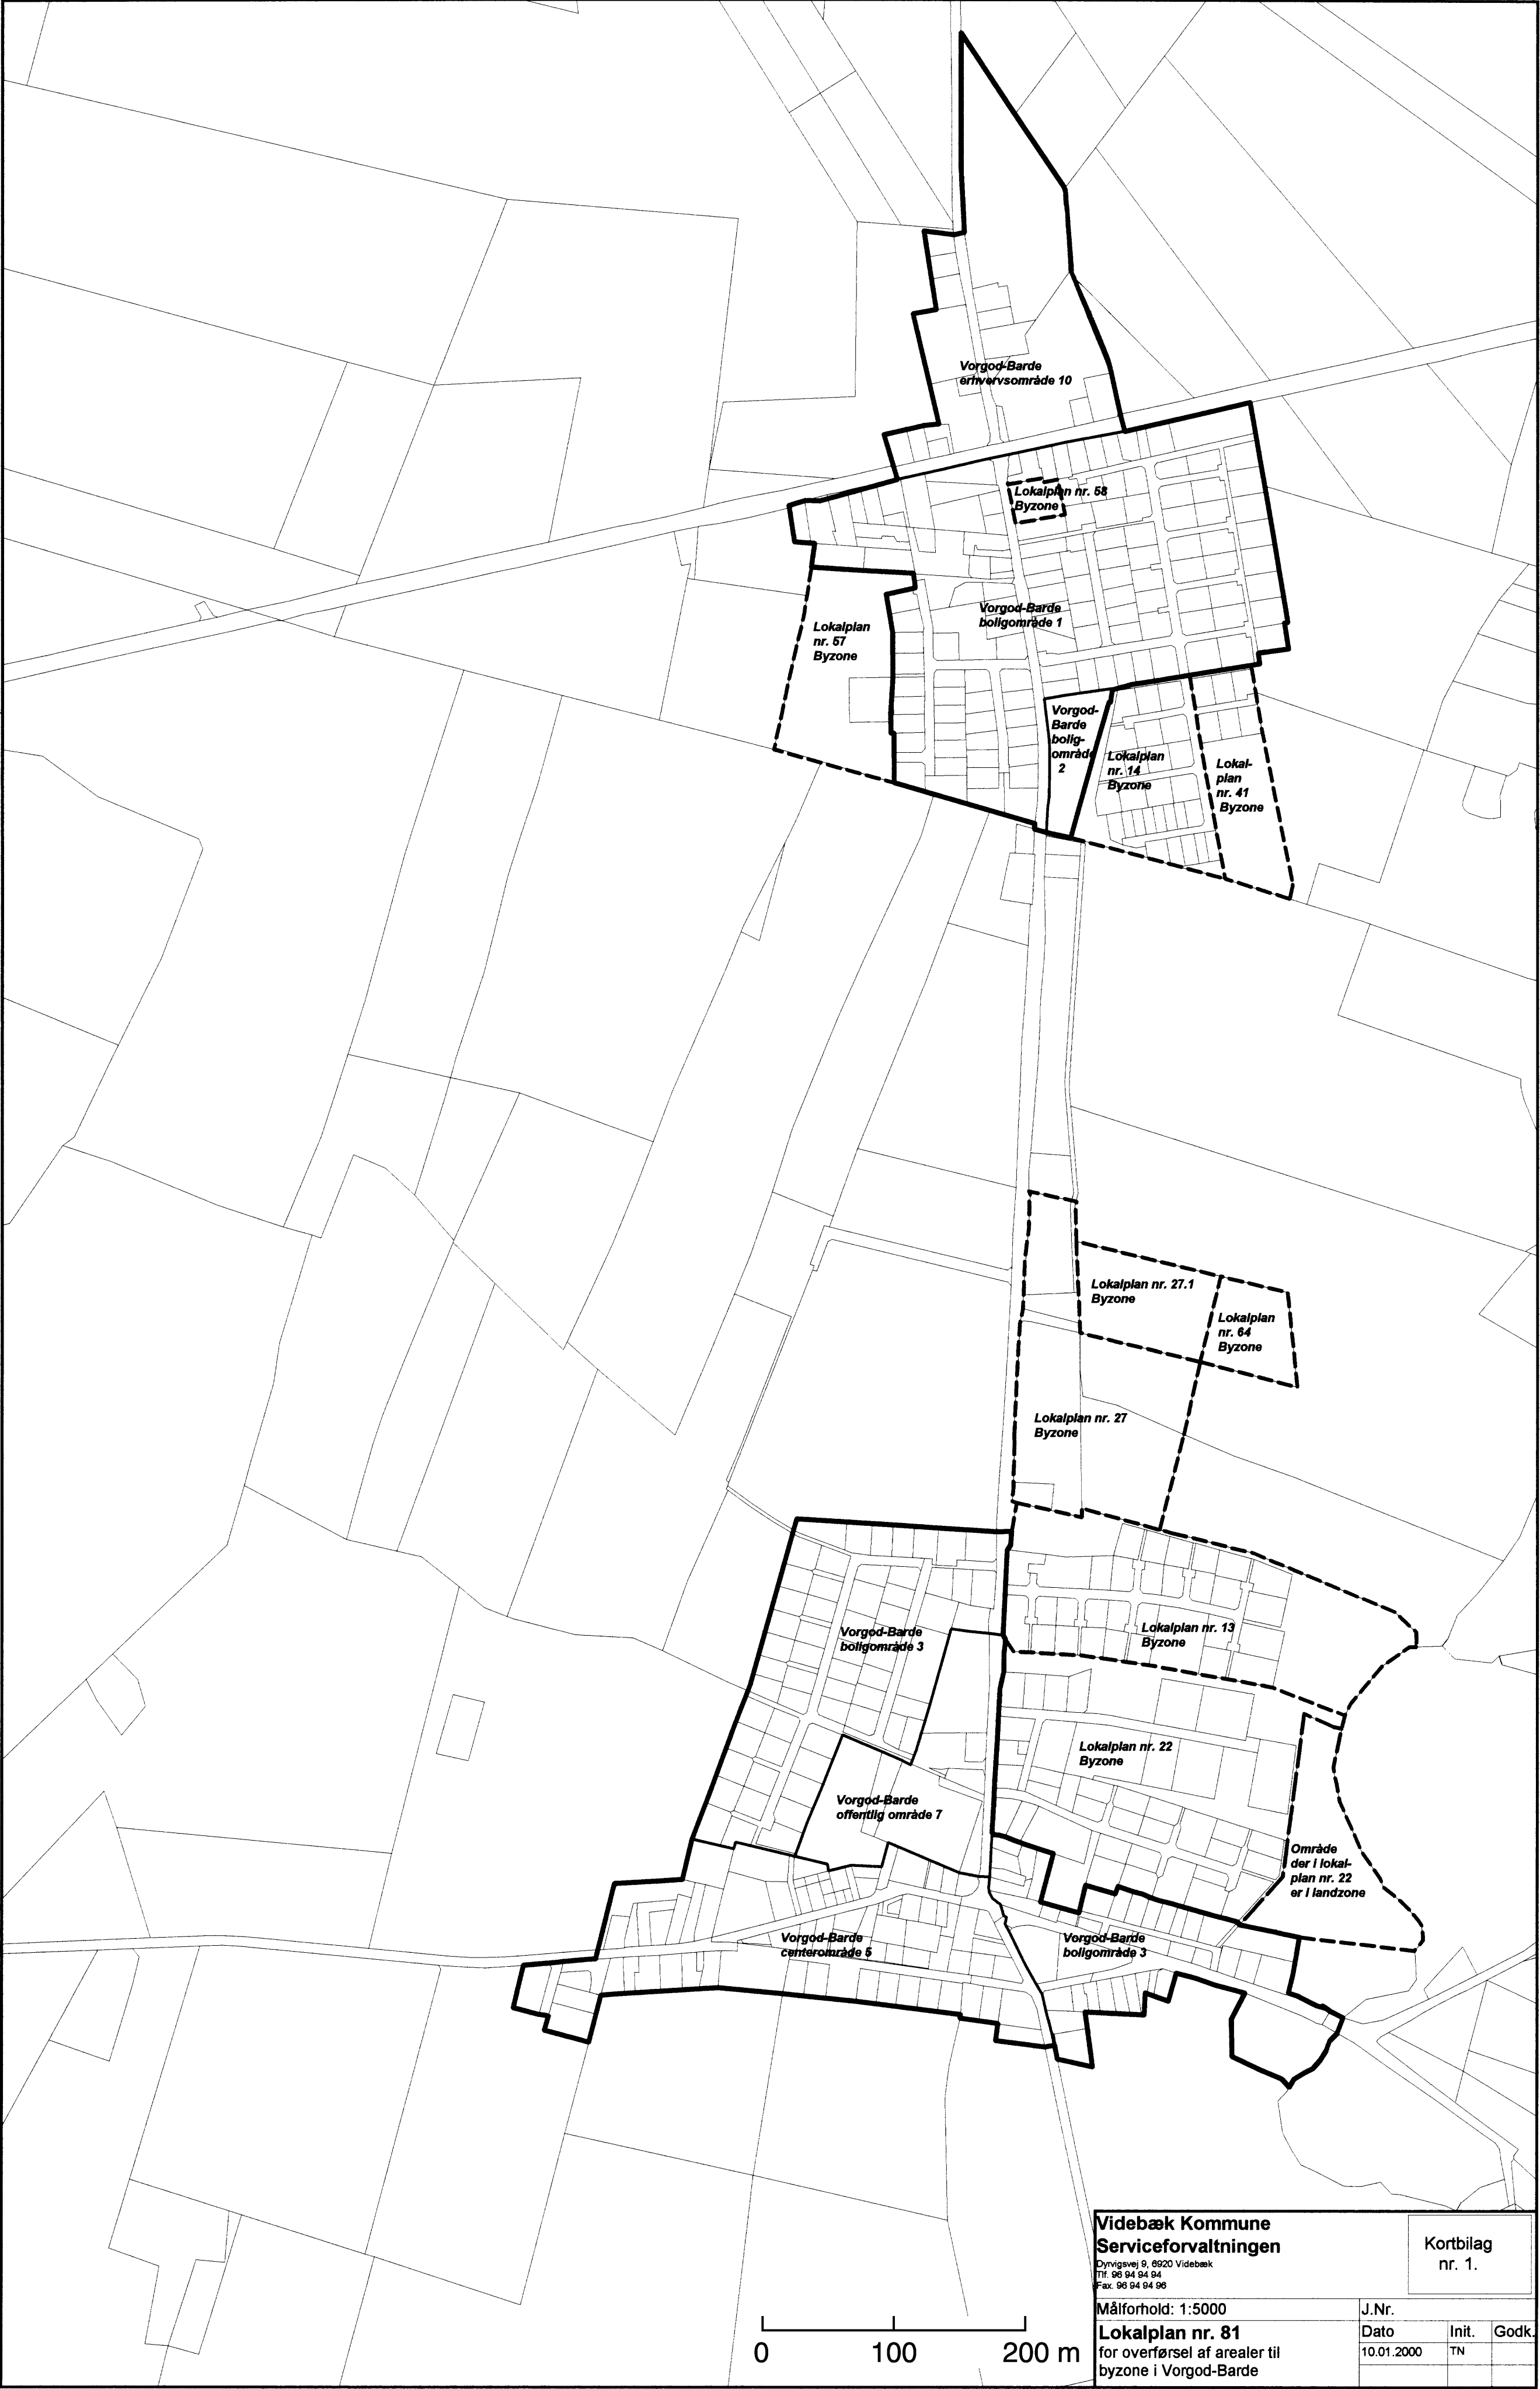 Vorgod-Barde
erhvervsområde 10
Lokalplan nr. 58
Byzone
Vorgod-Barde
boligområde 1
Lokalplan
nr. 57
Byzone
Vorgod-
Barde
bolig-
område
2
Lokalplan
nr. 14
Byzone
Lokal-
plan
nr. 41
Byzone
Lokalplan nr. 27.1
Byzone
Lokalplan
nr. 64
Byzone
Lokalplan nr. 27
Byzone
Vorgod-Barde
boligområde 3
Lokalplan nr. 13
Byzone
Lokalplan nr. 22
Byzone
Vorgod-Barde
offentlig område 7
Område
der i lokal-
plan nr. 22
er i landzone
Vorgod-Barde
centerområde 5
Vorgod-Barde
boligområde 3
0 100 200 m
Videbæk Kommune
Serviceforvaltningen
Dyrvigsvej 9, 6920 Videbæk
Tlf. 96 94 94 94
Fax. 96 94 94 96
Kortbilag
nr. 1.
Målforhold: 1:5000
J.Nr.
Lokalplan nr. 81
for overførsel af arealer til
byzone i Vorgod-Barde
Dato Init. Godk.
10.01.2000 TN